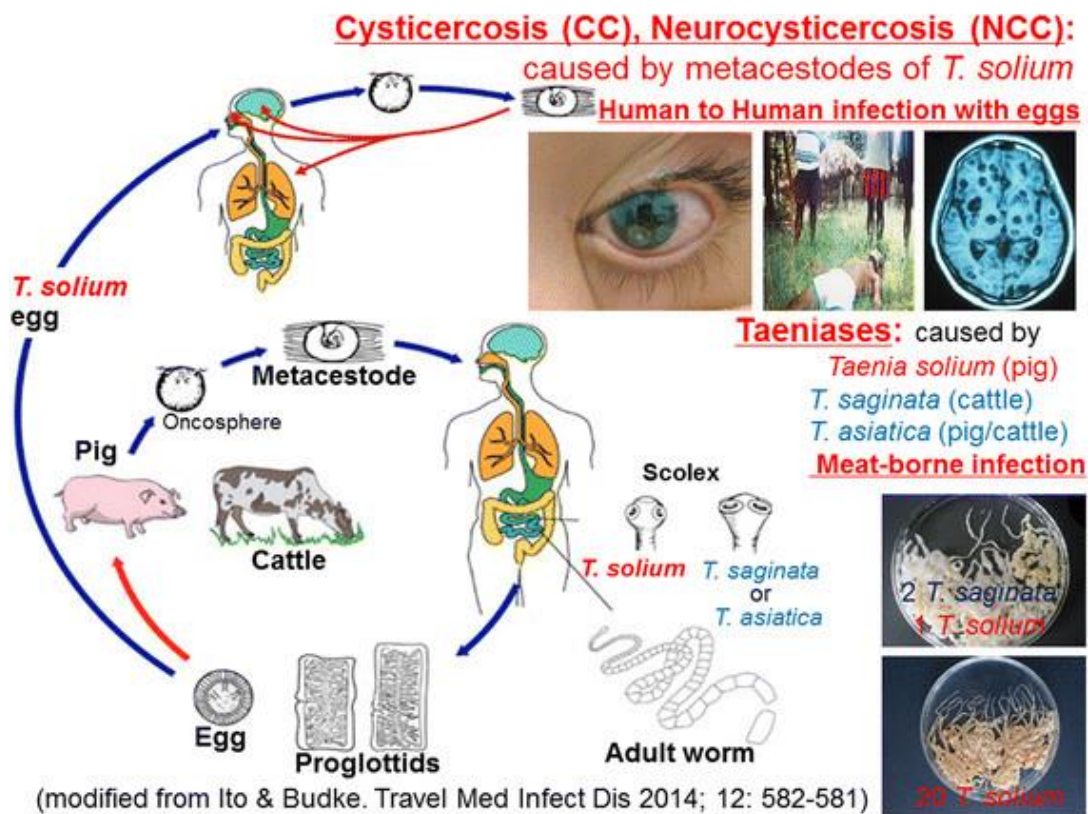 Cysticercosis (CC), Neurocysticercosis (NCC):
caused by metacestodes of T. solium
Human to Human infection with eggs
T. solium
egg
Metacestode
Oncosphere
Pig
Cattle
Egg
Proglottids
Taeniases: caused by
Taenia solium (pig)
T. saginata (cattle)
T. asiatica (pig/cattle)
Meat-borne infection
Scolex
T. solium
T. saginata
or
T. asiatica
Adult worm
2 T. saginata
1 T. solium
20 T. solium
(modified from Ito & Budke. Travel Med Infect Dis 2014; 12: 582-581)